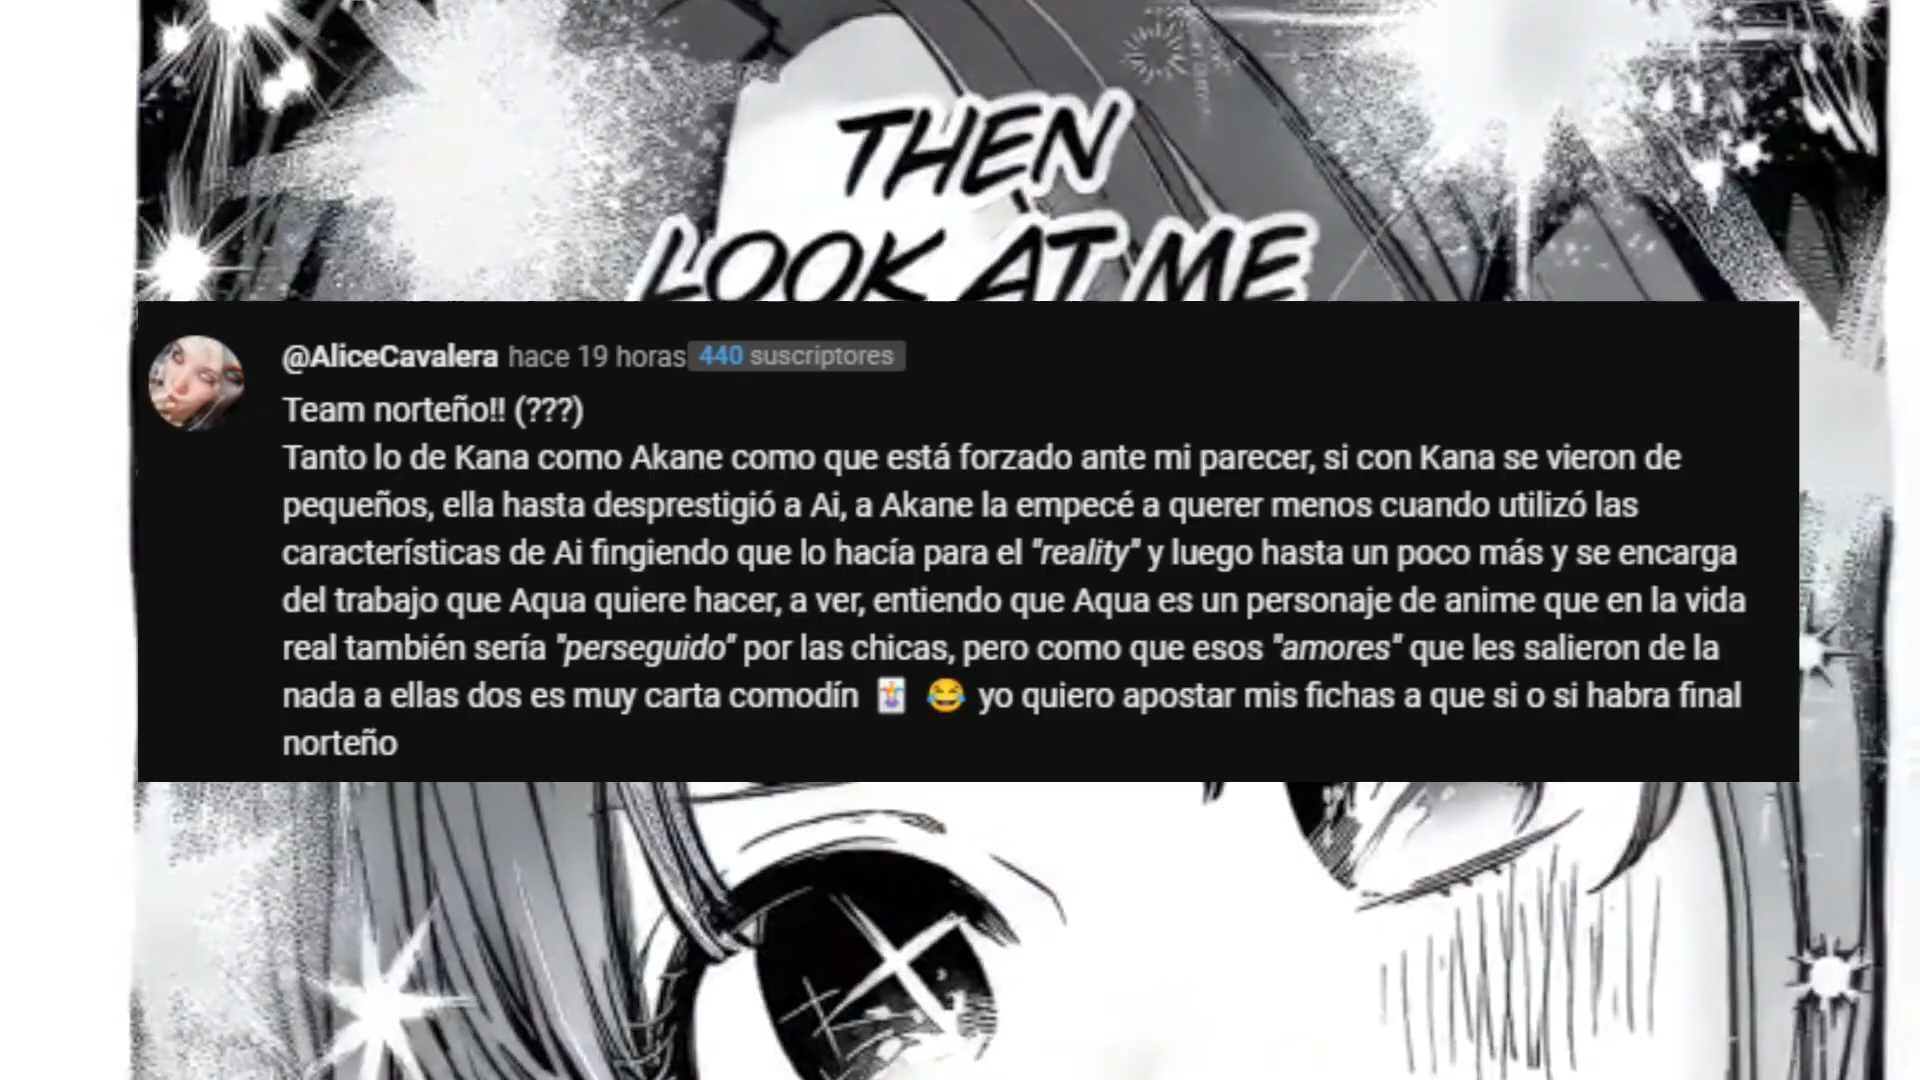 THEN
LOOK AT ME
@AliceCavalera hace 19 horas 440 suscriptores
Team norteño!! (???)
Tanto lo de Kana como Akane como que está forzado ante mi parecer, si con Kana se vieron de
pequeños, ella hasta desprestigió a Ai, a Akane la empecé a querer menos cuando utilizó las
características de Ai fingiendo que lo hacía para el "reality" y luego hasta un poco más y se encarga
del trabajo que Aqua quiere hacer, a ver, entiendo que Aqua es un personaje de anime que en la vida
real también sería "perseguido" por las chicas, pero como que esos "amores" que les salieron de la
nada a ellas dos es muy carta comodín 🃏 😂 yo quiero apostar mis fichas a que si o si habra final
norteño